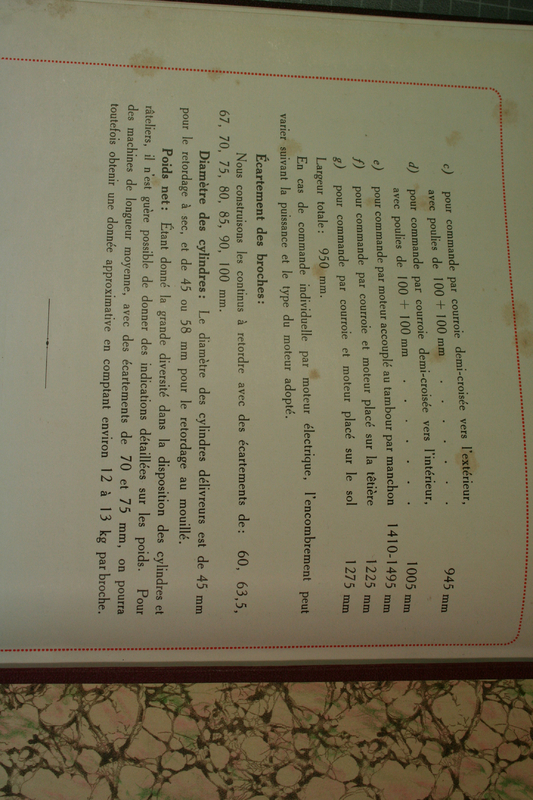 c) pour commande par courroie demi-croisée vers l'extérieur,
avec poulies de 100 + 100 mm . . . . . . . 945 mm
d) pour commande par courroie demi-croisée vers l'intérieur,
avec poulies de 100 + 100 mm . . . . . . . 1005 mm
e) pour commande par moteur accouplé au tambour par manchon 1410-1495 mm
f) pour commande par courroie et moteur placé sur la têtière 1225 mm
g) pour commande par courroie et moteur placé sur le sol 1275 mm
Largeur totale: 950 mm.
En cas de commande individuelle par moteur électrique, l'encombrement peut
varier suivant la puissance et le type du moteur adopté.
Écartement des broches:
Nous construisons les continus à retordre avec des écartements de: 60, 63,5,
67, 70, 75, 80, 85, 90, 100 mm.
Diamètre des cylindres: Le diamètre des cylindres délivreurs est de 45 mm
pour le retordage à sec, et de 45 ou 58 mm pour le retordage au mouillé.
Poids net: Étant donné la grande diversité dans la disposition des cylindres et
râteliers, il n'est guère possible de donner des indications détaillées sur les poids. Pour
des machines de longueur moyenne, avec des écartements de 70 et 75 mm, on pourra
toutefois obtenir une donnée approximative en comptant environ 12 à 13 kg par broche.